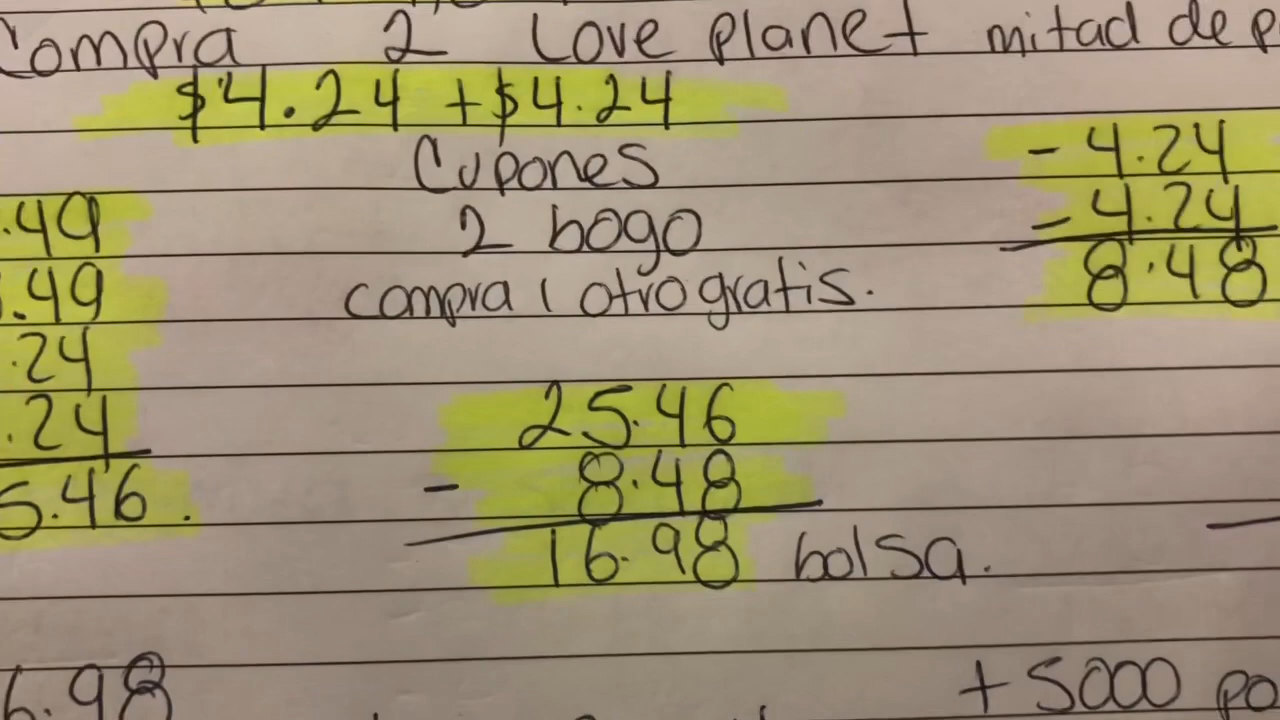 Compra 2 Love planet mitad de p
$4.24 + $4.24
Cupones
2 bogo
compra 1 otro gratis.
- 4.24
- 4.24
8.48
.49
.49
.24
.24
5.46.
25.46
- 8.48
16.98 bolsa.
6.98
+ 5000 po